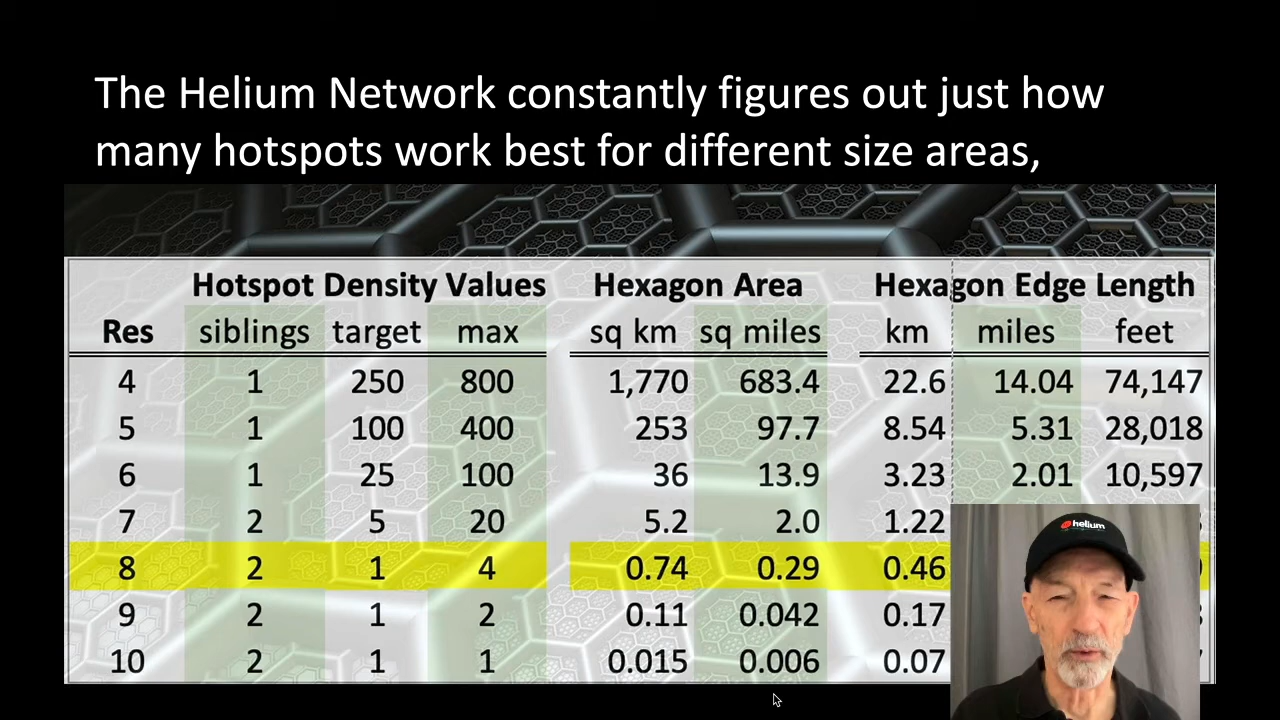 The Helium Network constantly figures out just how
many hotspots work best for different size areas,
Hotspot Density Values Hexagon Area Hexagon Edge Length
Res siblings target max sq km sq miles km miles feet
4 1 250 800 1,770 683.4 22.6 14.04 74,147
5 1 100 400 253 97.7 8.54 5.31 28,018
6 1 25 100 36 13.9 3.23 2.01 10,597
7 2 5 20 5.2 2.0 1.22
8 2 1 4 0.74 0.29 0.46
9 2 1 2 0.11 0.042 0.17
10 2 1 1 0.015 0.006 0.07
helium